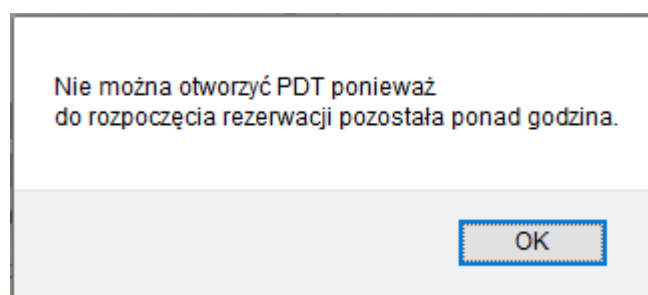 Nie można otworzyć PDT ponieważ
do rozpoczęcia rezerwacji pozostała ponad godzina.
OK